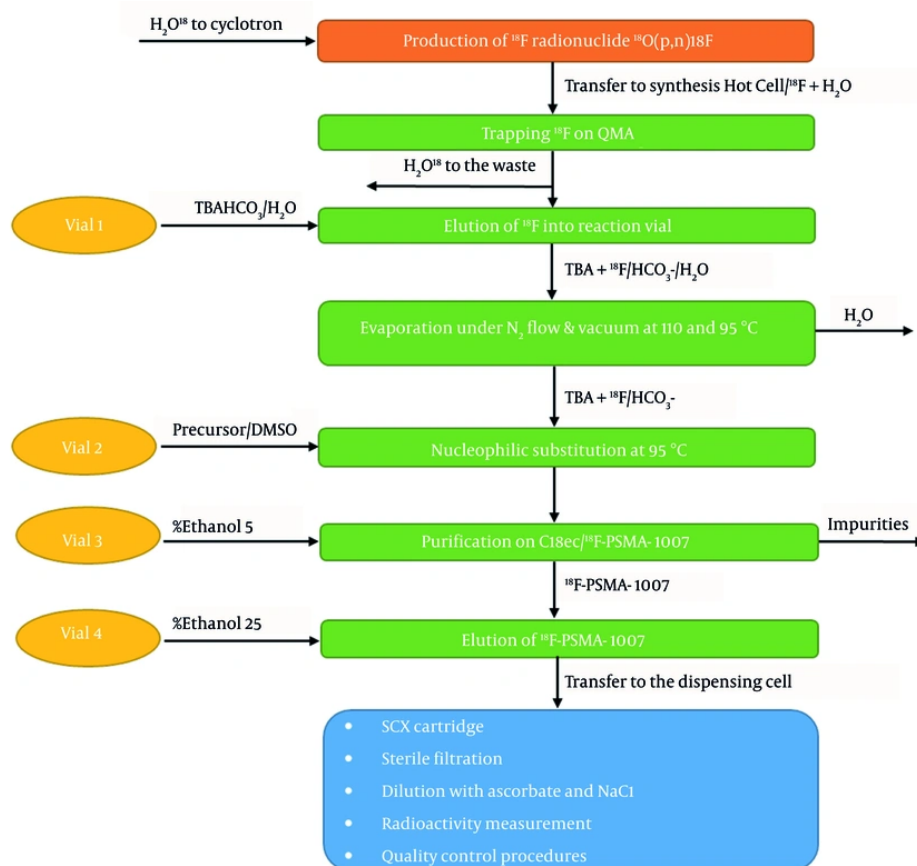 H₂O¹⁸ to cyclotron
Production of ¹⁸F radionuclide ¹⁸O(p,n)18F
Transfer to synthesis Hot Cell/¹⁸F + H₂O
Trapping ¹⁸F on QMA
H₂O¹⁸ to the waste
Vial 1
TBAHCO₃/H₂O
Elution of ¹⁸F into reaction vial
TBA + ¹⁸F/HCO₃-/H₂O
Evaporation under N₂ flow & vacuum at 110 and 95 °C
H₂O
TBA + ¹⁸F/HCO₃-
Vial 2
Precursor/DMSO
Nucleophilic substitution at 95 °C
Vial 3
%Ethanol 5
Purification on C18ec/¹⁸F-PSMA-1007
Impurities
¹⁸F-PSMA-1007
Vial 4
%Ethanol 25
Elution of ¹⁸F-PSMA-1007
Transfer to the dispensing cell
• SCX cartridge
• Sterile filtration
• Dilution with ascorbate and NaCl
• Radioactivity measurement
• Quality control procedures